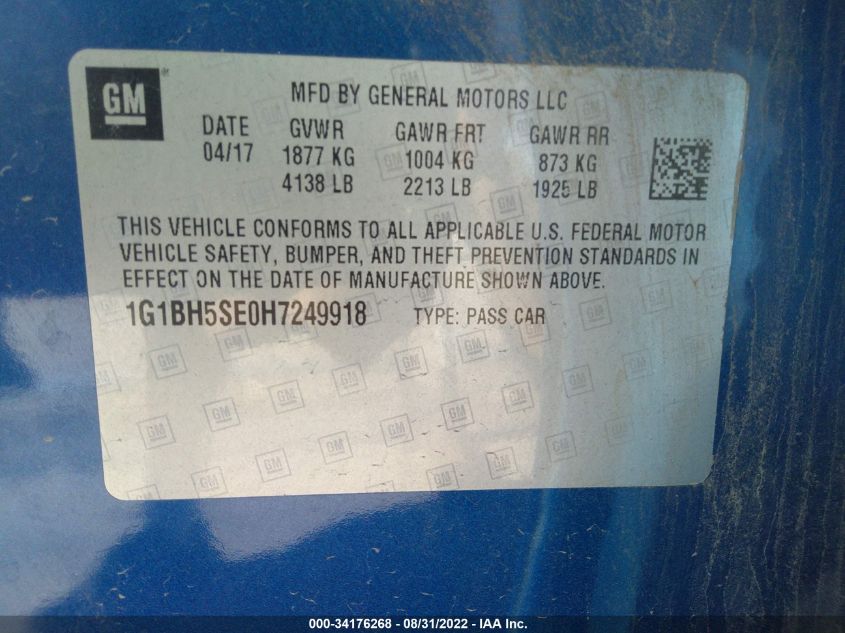 GM ®
MFD BY GENERAL MOTORS LLC
DATE GVWR GAWR FRT GAWR RR
04/17 1877 KG 1004 KG 873 KG
4138 LB 2213 LB 1925 LB
THIS VEHICLE CONFORMS TO ALL APPLICABLE U.S. FEDERAL MOTOR
VEHICLE SAFETY, BUMPER, AND THEFT PREVENTION STANDARDS IN
EFFECT ON THE DATE OF MANUFACTURE SHOWN ABOVE.
1G1BH5SE0H7249918 TYPE: PASS CAR
000-34176268 - 08/31/2022 - IAA Inc.